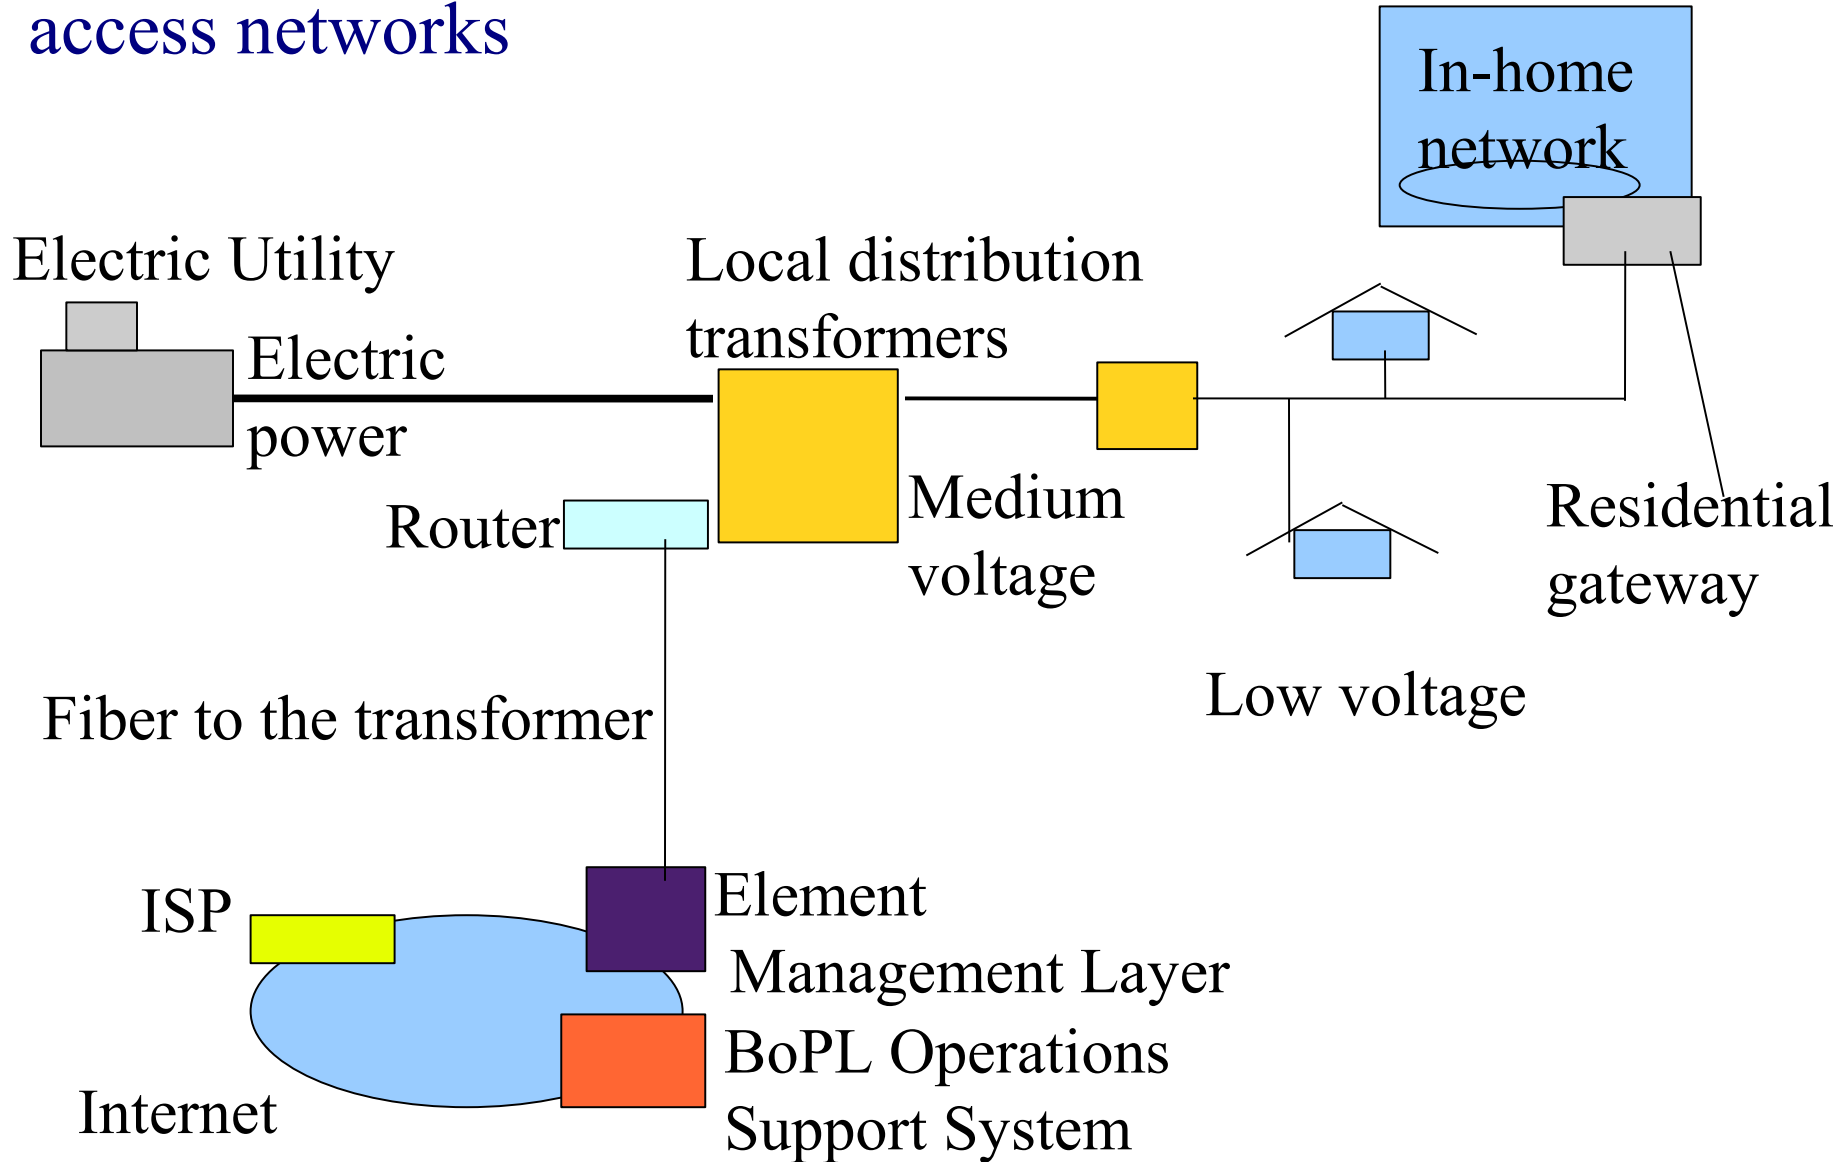 access networks
In-home
network
Electric Utility
Local distribution
transformers
Electric
power
Router
Medium
voltage
Residential
gateway
Low voltage
Fiber to the transformer
ISP
Element
Management Layer
BoPL Operations
Support System
Internet